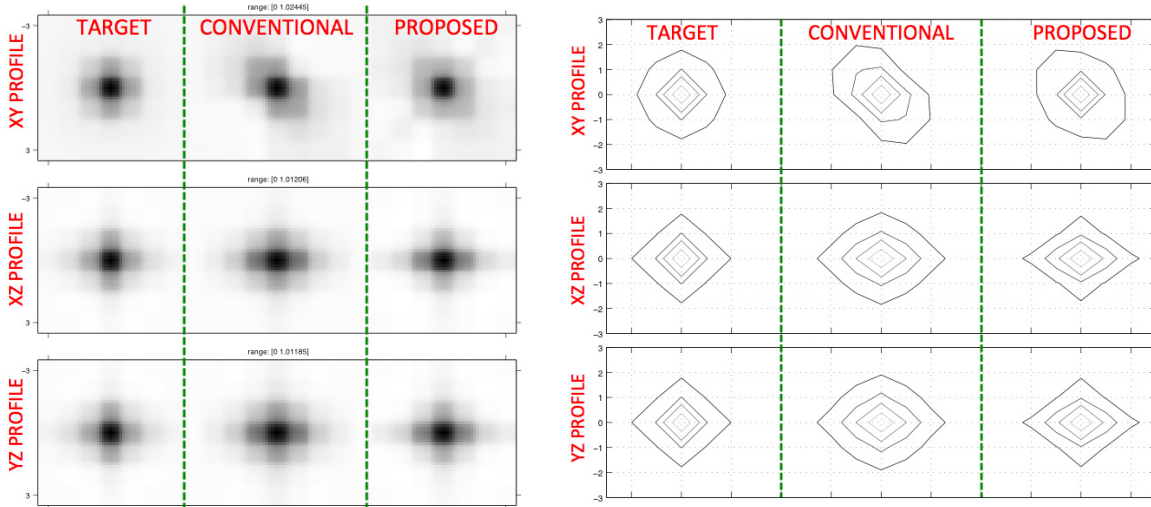 range: [0 1.02445]
TARGET CONVENTIONAL PROPOSED
XY PROFILE
-3
3
range: [0 1.01206]
XZ PROFILE
-3
3
range: [0 1.01185]
YZ PROFILE
-3
3
TARGET CONVENTIONAL PROPOSED
XY PROFILE
3
2
1
0
−1
−2
−3
XZ PROFILE
3
2
1
0
−1
−2
−3
YZ PROFILE
3
2
1
0
−1
−2
−3